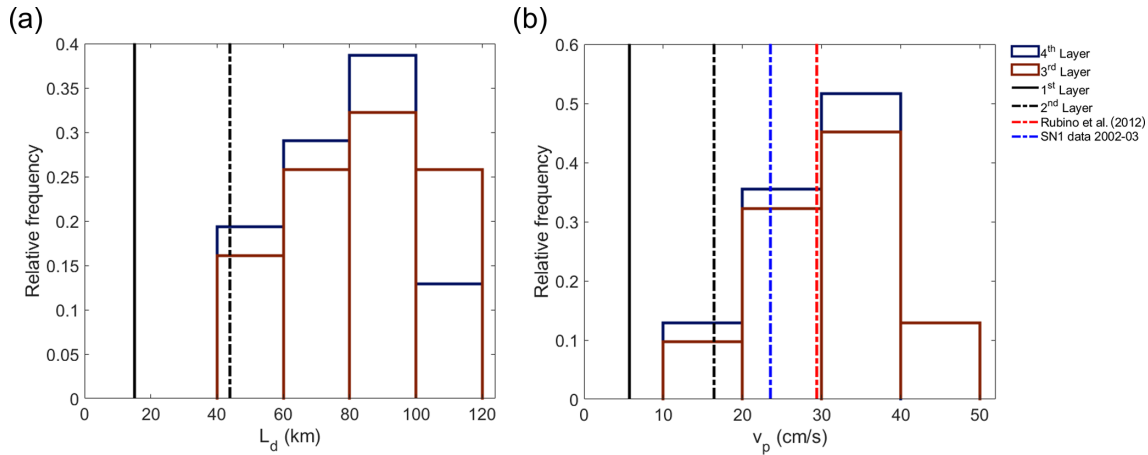 (a)
(b)
0.4
0.35
0.3
0.25
0.2
0.15
0.1
0.05
0
Relative frequency
0 20 40 60 80 100 120
L_d (km)
0.6
0.5
0.4
0.3
0.2
0.1
0
Relative frequency
0 10 20 30 40 50
v_p (cm/s)
4th Layer
3rd Layer
1st Layer
2nd Layer
Rubino et al. (2012)
SN1 data 2002-03